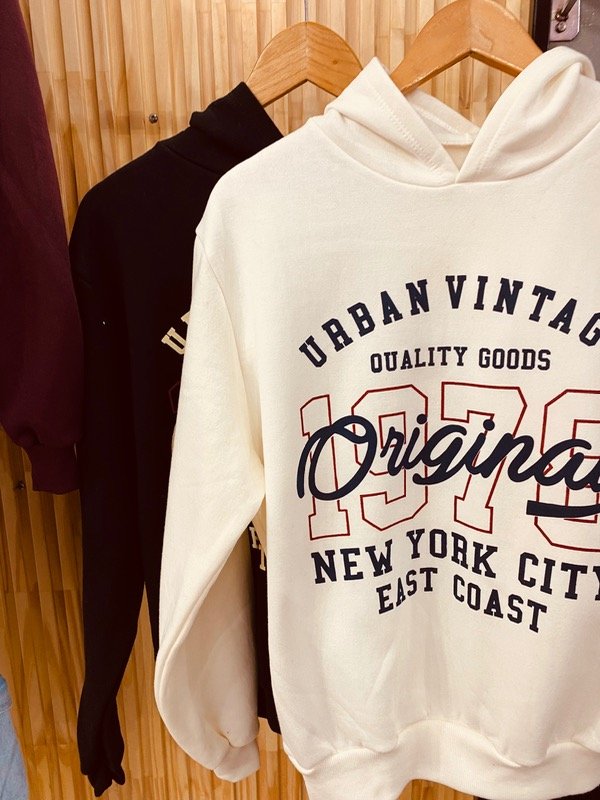 URBAN VINTAG
QUALITY GOODS
197
Original
NEW YORK CITY
EAST COAST